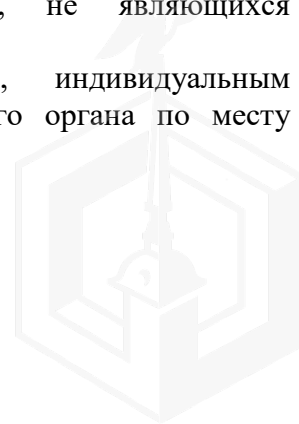 , не являющихся
, индивидуальным
го органа по месту